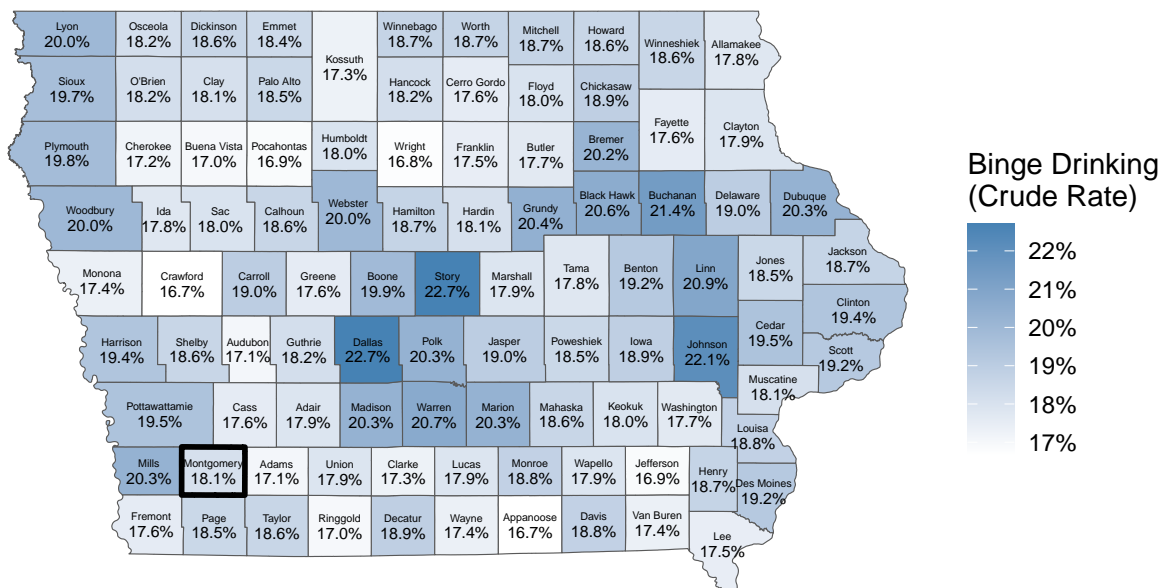 Lyon
20.0%
Osceola
18.2%
Dickinson
18.6%
Emmet
18.4%
Kossuth
17.3%
Winnebago
18.7%
Worth
18.7%
Mitchell
18.7%
Howard
18.6%
Winneshiek
18.6%
Allamakee
17.8%
Sioux
19.7%
O'Brien
18.2%
Clay
18.1%
Palo Alto
18.5%
Hancock
18.2%
Cerro Gordo
17.6%
Floyd
18.0%
Chickasaw
18.9%
Fayette
17.6%
Clayton
17.9%
Plymouth
19.8%
Cherokee
17.2%
Buena Vista
17.0%
Pocahontas
16.9%
Humboldt
18.0%
Wright
16.8%
Franklin
17.5%
Butler
17.7%
Bremer
20.2%
Woodbury
20.0%
Ida
17.8%
Sac
18.0%
Calhoun
18.6%
Webster
20.0%
Hamilton
18.7%
Hardin
18.1%
Grundy
20.4%
Black Hawk
20.6%
Buchanan
21.4%
Delaware
19.0%
Dubuque
20.3%
Monona
17.4%
Crawford
16.7%
Carroll
19.0%
Greene
17.6%
Boone
19.9%
Story
22.7%
Marshall
17.9%
Tama
17.8%
Benton
19.2%
Linn
20.9%
Jones
18.5%
Jackson
18.7%
Clinton
19.4%
Harrison
19.4%
Shelby
18.6%
Audubon
17.1%
Guthrie
18.2%
Dallas
22.7%
Polk
20.3%
Jasper
19.0%
Poweshiek
18.5%
Iowa
18.9%
Johnson
22.1%
Cedar
19.5%
Scott
19.2%
Muscatine
18.1%
Pottawattamie
19.5%
Cass
17.6%
Adair
17.9%
Madison
20.3%
Warren
20.7%
Marion
20.3%
Mahaska
18.6%
Keokuk
18.0%
Washington
17.7%
Louisa
18.8%
Mills
20.3%
Montgomery
18.1%
Adams
17.1%
Union
17.9%
Clarke
17.3%
Lucas
17.9%
Monroe
18.8%
Wapello
17.9%
Jefferson
16.9%
Henry
18.7%
Des Moines
19.2%
Fremont
17.6%
Page
18.5%
Taylor
18.6%
Ringgold
17.0%
Decatur
18.9%
Wayne
17.4%
Appanoose
16.7%
Davis
18.8%
Van Buren
17.4%
Lee
17.5%
Binge Drinking
(Crude Rate)
22%
21%
20%
19%
18%
17%